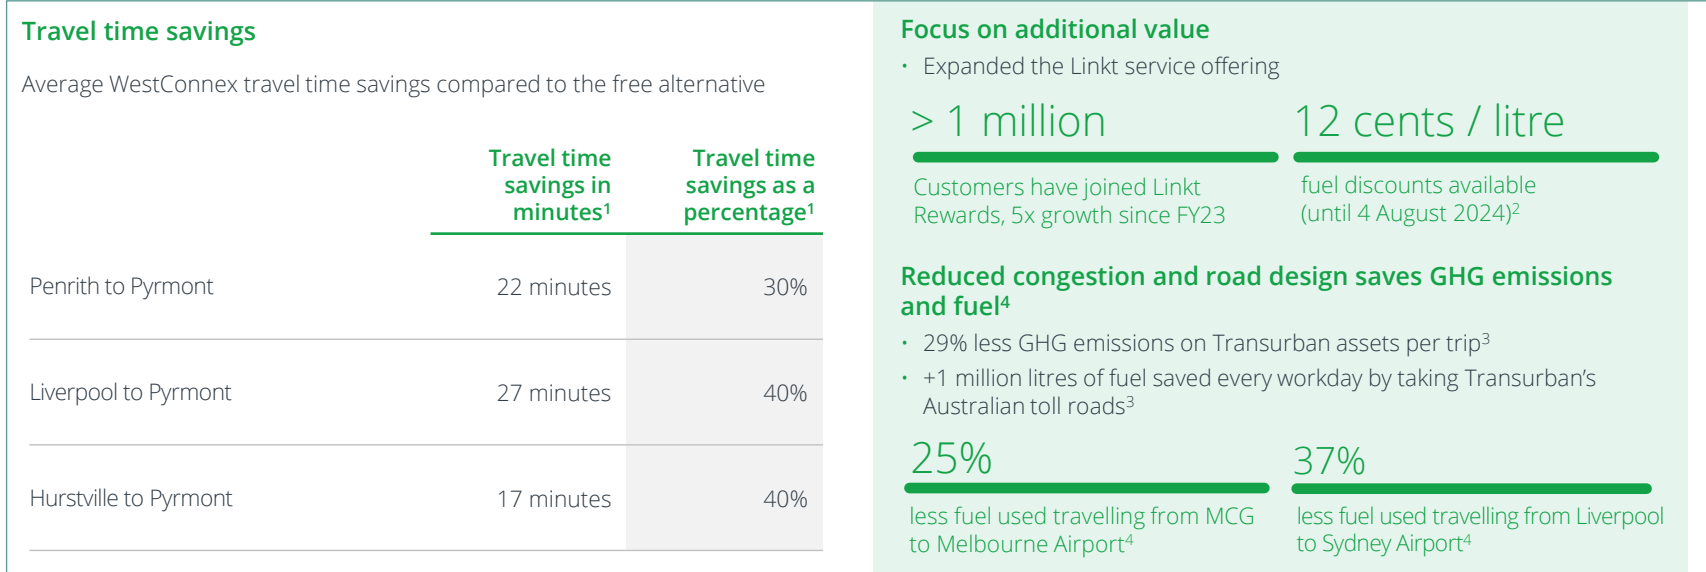 Travel time savings
Average WestConnex travel time savings compared to the free alternative
Travel time savings in minutes¹
Travel time savings as a percentage¹
Penrith to Pyrmont 22 minutes 30%
Liverpool to Pyrmont 27 minutes 40%
Hurstville to Pyrmont 17 minutes 40%
Focus on additional value
• Expanded the Linkt service offering
> 1 million
Customers have joined Linkt
Rewards, 5x growth since FY23
12 cents / litre
fuel discounts available
(until 4 August 2024)²
Reduced congestion and road design saves GHG emissions
and fuel⁴
• 29% less GHG emissions on Transurban assets per trip³
• +1 million litres of fuel saved every workday by taking Transurban’s
Australian toll roads³
25%
less fuel used travelling from MCG
to Melbourne Airport⁴
37%
less fuel used travelling from Liverpool
to Sydney Airport⁴